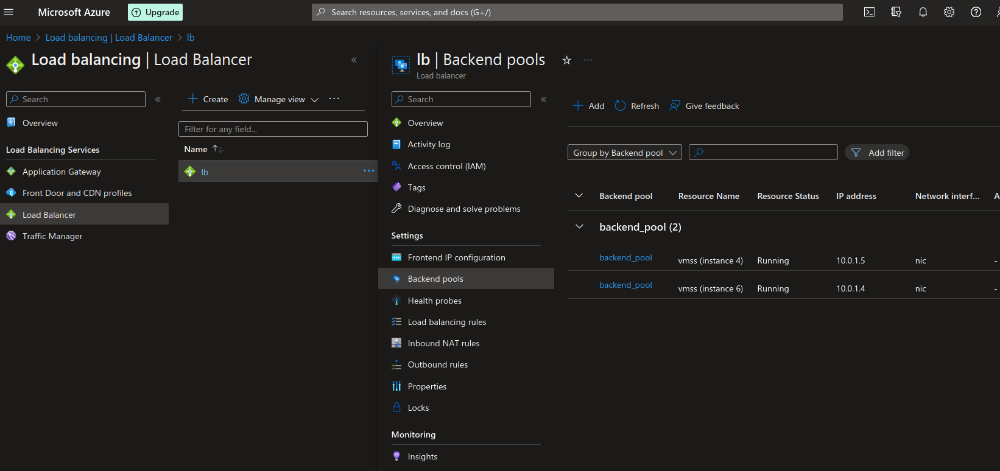 Microsoft Azure
Upgrade
Search resources, services, and docs (G+/)
Home > Load balancing | Load Balancer > lb
Load balancing | Load Balancer
Search
Overview
Load Balancing Services
Application Gateway
Front Door and CDN profiles
Load Balancer
Traffic Manager
Create
Manage view
Filter for any field...
Name
lb
lb | Backend pools
Load balancer
Search
Overview
Activity log
Access control (IAM)
Tags
Diagnose and solve problems
Settings
Frontend IP configuration
Backend pools
Health probes
Load balancing rules
Inbound NAT rules
Outbound rules
Properties
Locks
Monitoring
Insights
Add
Refresh
Give feedback
Group by Backend pool
Add filter
Backend pool Resource Name Resource Status IP address Network interf... A
backend_pool (2)
backend_pool vmss (instance 4) Running 10.0.1.5 nic -
backend_pool vmss (instance 6) Running 10.0.1.4 nic -